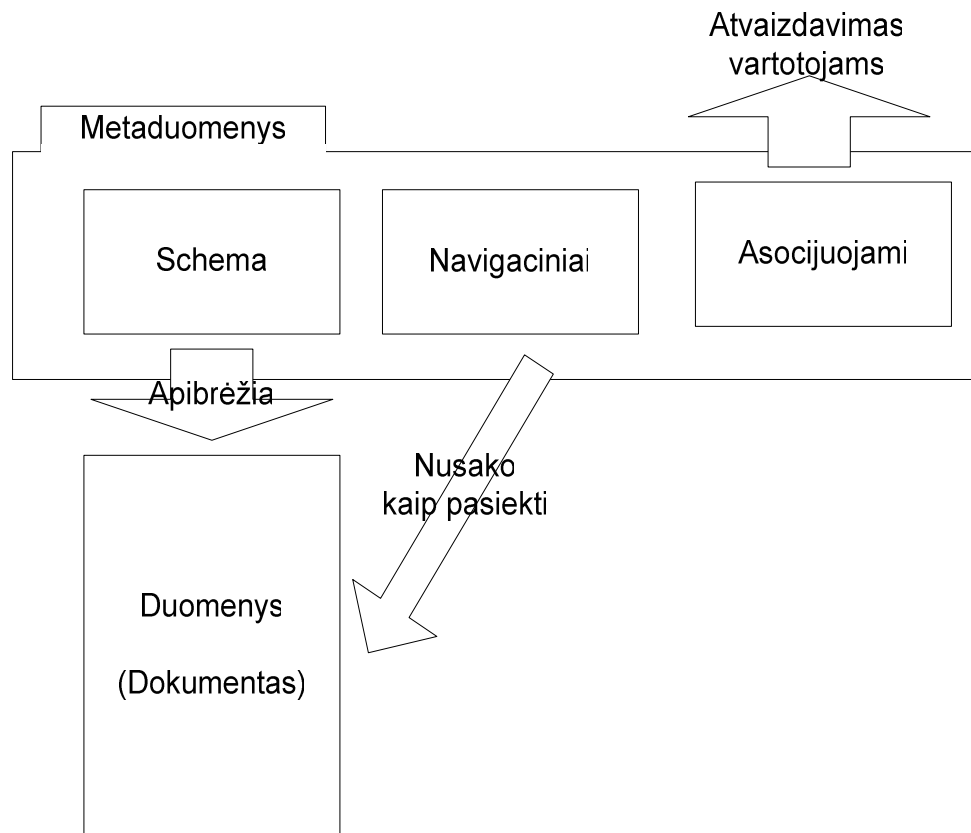 Atvaizdavimas
vartotojams
Metaduomenys
Schema
Navigaciniai
Asocijuojami
Apibrėžia
Nusako
kaip pasiekti
Duomenys
(Dokumentas)